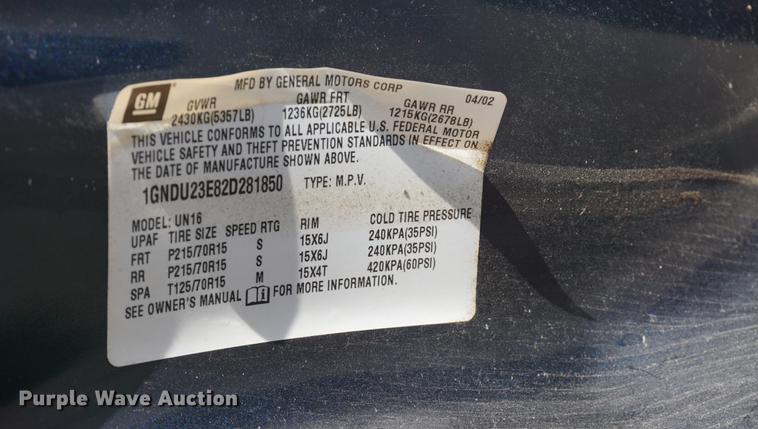 MFD BY GENERAL MOTORS CORP 04/02
GM
GVWR GAWR FRT GAWR RR
2430KG(5357LB) 1236KG(2725LB) 1215KG(2678LB)
THIS VEHICLE CONFORMS TO ALL APPLICABLE U.S. FEDERAL MOTOR
VEHICLE SAFETY AND THEFT PREVENTION STANDARDS IN EFFECT ON
THE DATE OF MANUFACTURE SHOWN ABOVE.
1GNDU23E82D281850 TYPE: M.P.V.
MODEL: UN16
UPAF TIRE SIZE SPEED RTG RIM COLD TIRE PRESSURE
FRT P215/70R15 S 15X6J 240KPA(35PSI)
RR P215/70R15 S 15X6J 240KPA(35PSI)
SPA T125/70R15 M 15X4T 420KPA(60PSI)
SEE OWNER'S MANUAL FOR MORE INFORMATION.
Purple Wave Auction